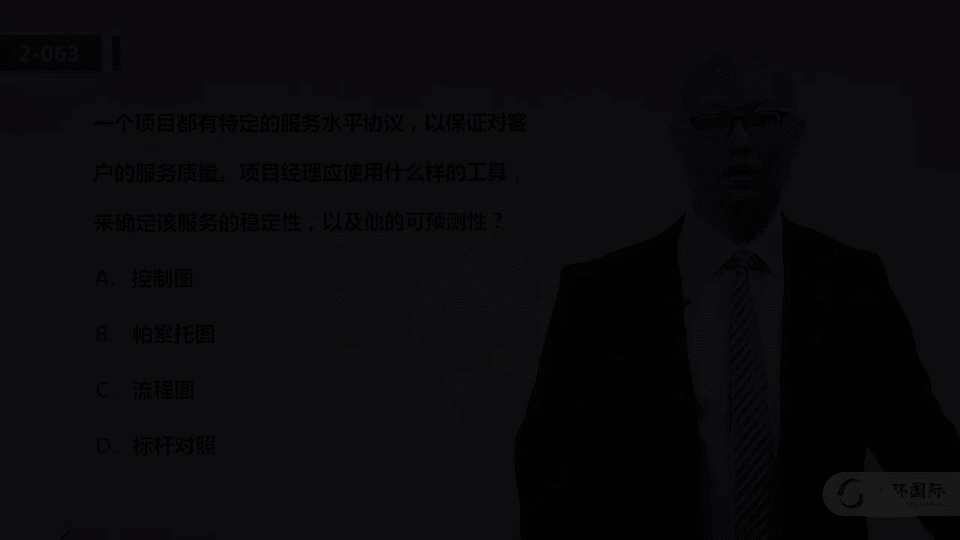 2-063
一个项目都有特定的服务水平协议，以保证对客
户的服务质量。项目经理应使用什么样的工具，
来确定该服务的稳定性，以及他的可预测性？
A. 控制图
B. 帕累托图
C. 流程图
D. 标杆对照
环国际